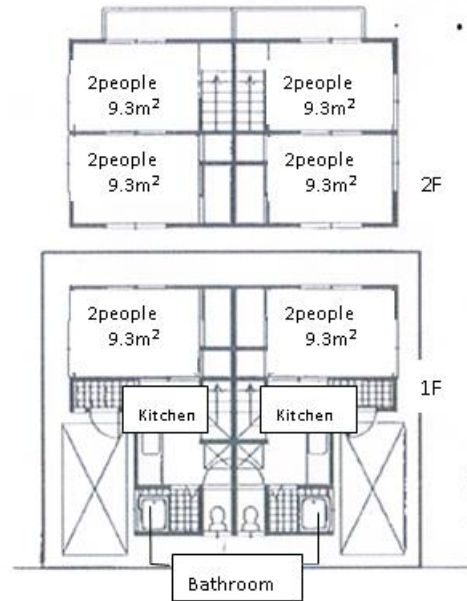 2people
9.3m²
2people
9.3m²
2people
9.3m²
2people
9.3m²
2F
2people
9.3m²
2people
9.3m²
1F
Kitchen
Kitchen
Bathroom